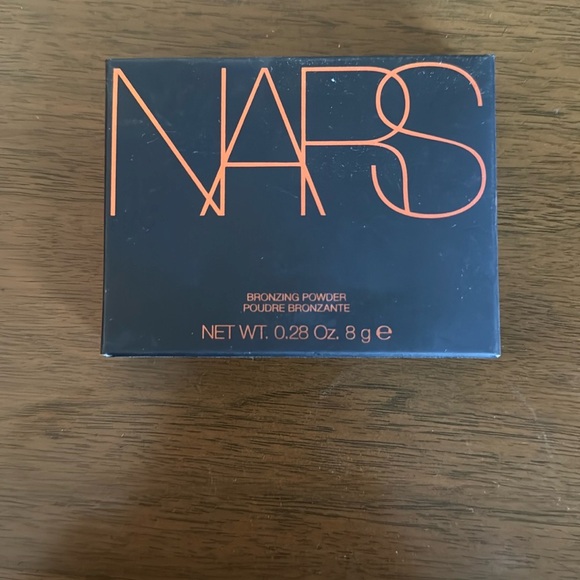 NARS
BRONZING POWDER
POUDRE BRONZANTE
NET WT. 0.28 Oz. 8 g ℮